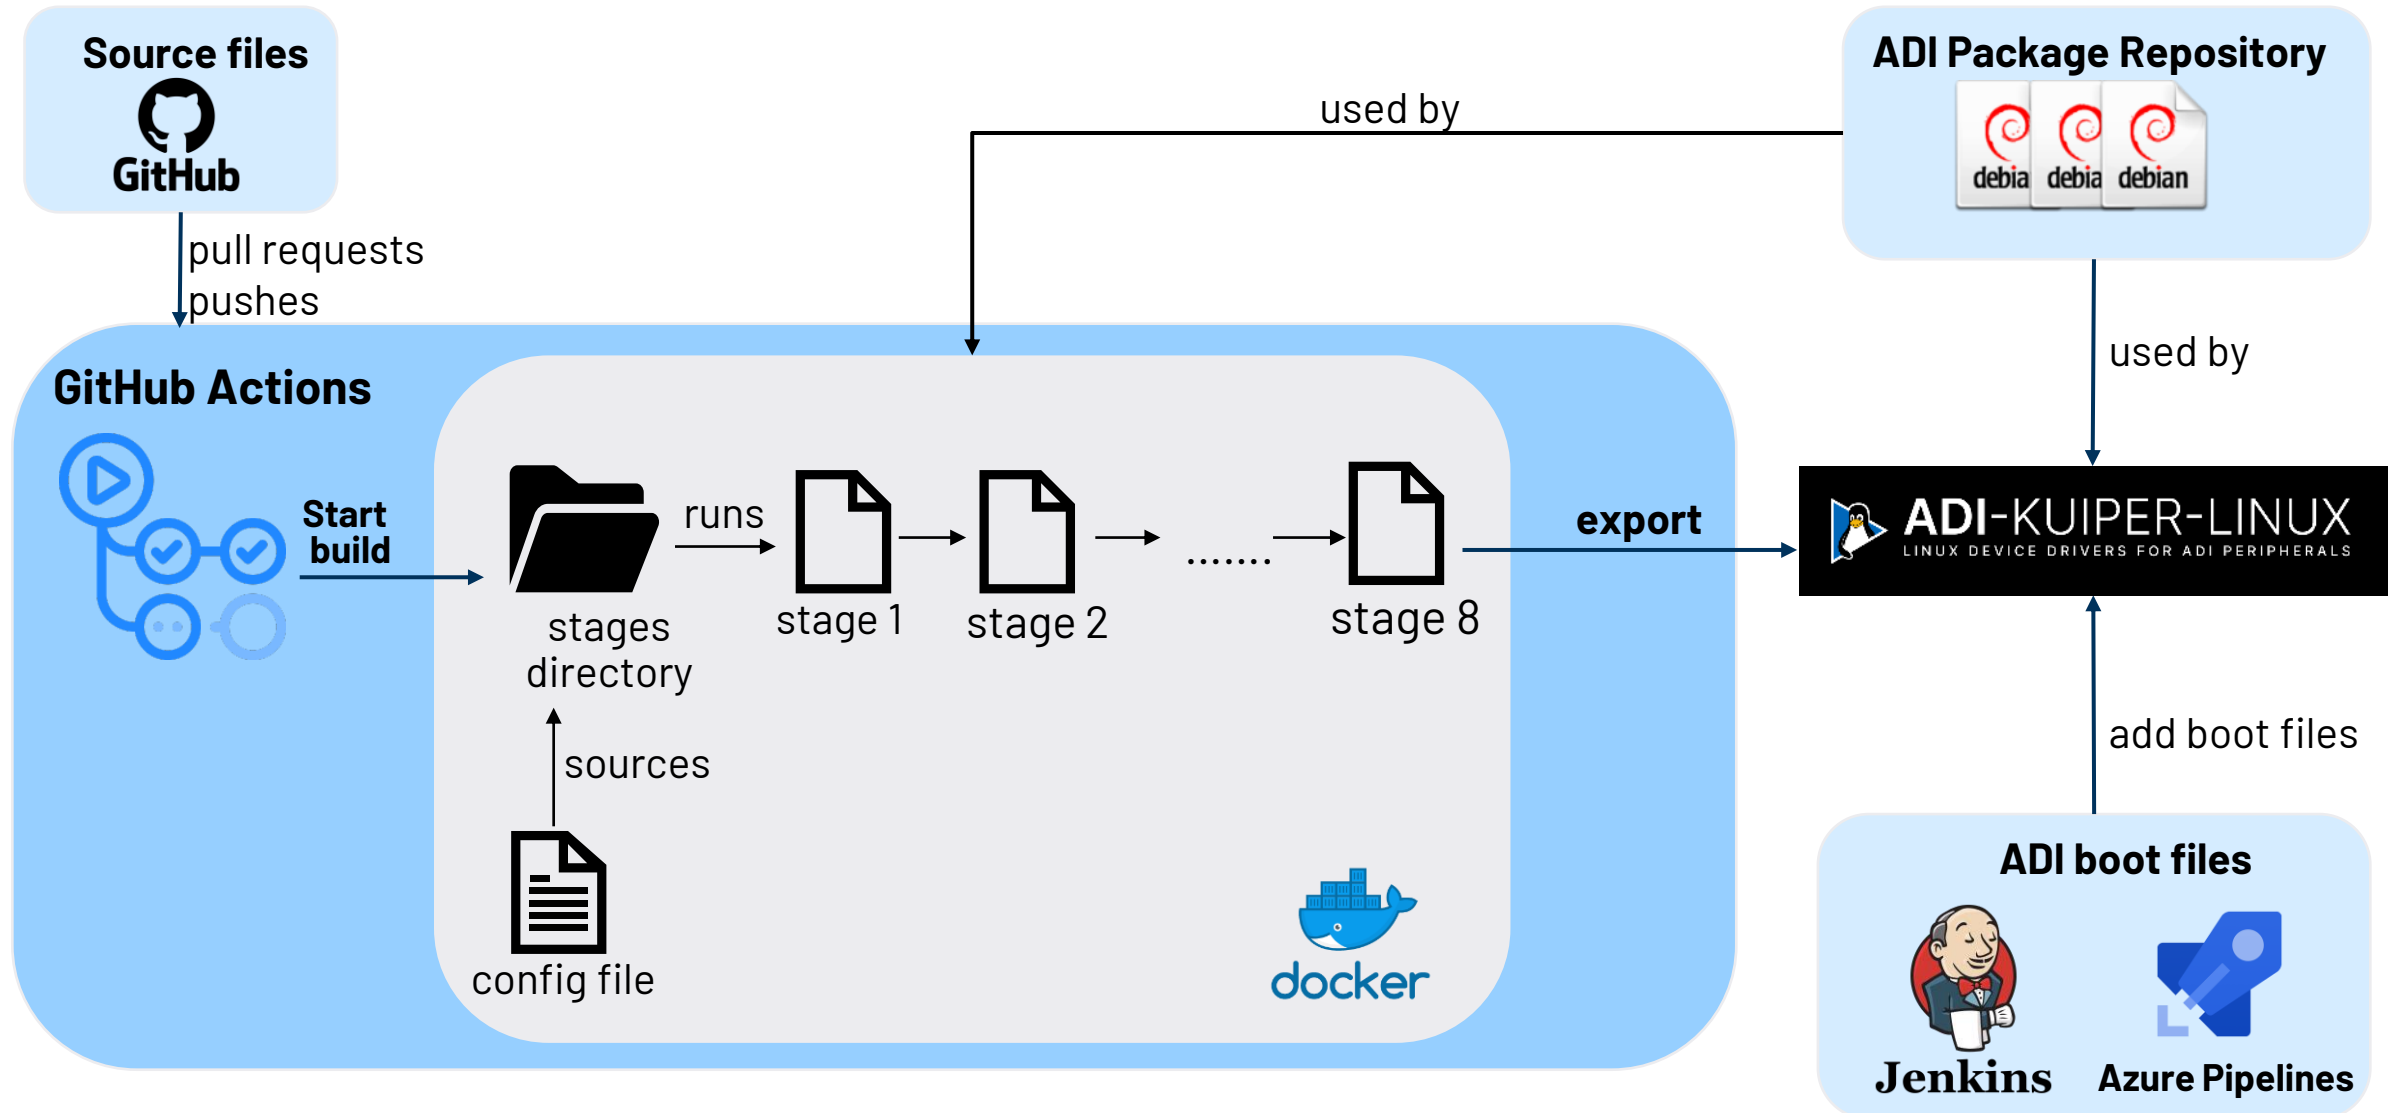 Source files
GitHub
pull requests
pushes
used by
ADI Package Repository
debia
debia
debian
used by
GitHub Actions
Start
build
stages
directory
runs
stage 1
stage 2
.......
stage 8
export
ADI-KUIPER-LINUX
LINUX DEVICE DRIVERS FOR ADI PERIPHERALS
sources
config file
docker
add boot files
ADI boot files
Jenkins
Azure Pipelines